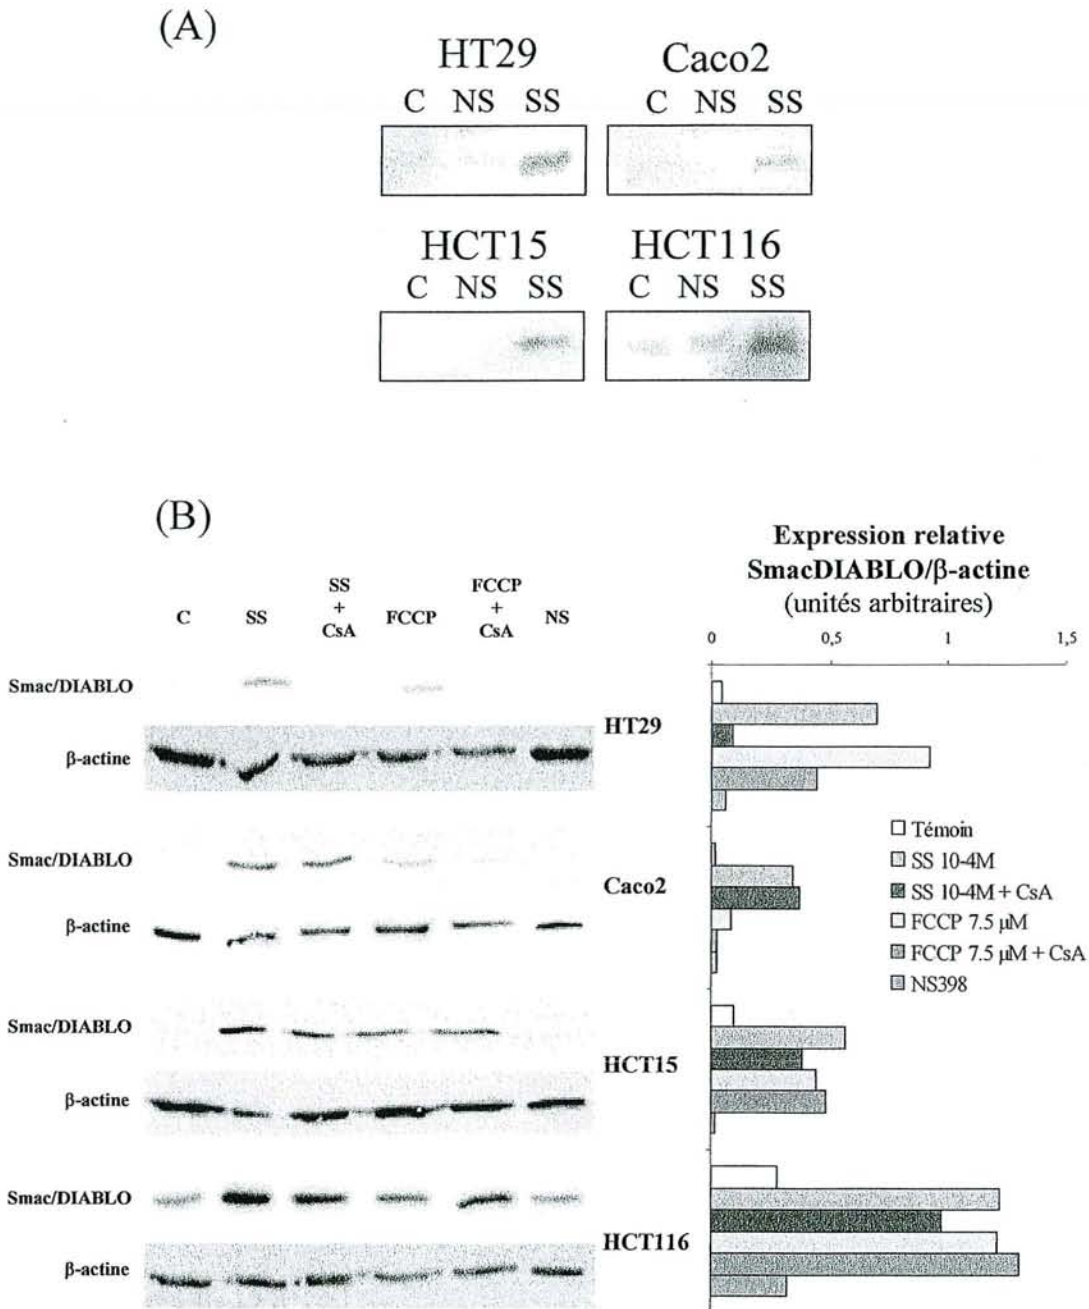 (A)
HT29
C NS SS
Caco2
C NS SS
HCT15
C NS SS
HCT116
C NS SS
(B)
C
SS
SS
+
CsA
FCCP
FCCP
+
CsA
NS
Smac/DIABLO
β-actine
HT29
Smac/DIABLO
β-actine
Caco2
Smac/DIABLO
β-actine
HCT15
Smac/DIABLO
β-actine
HCT116
Expression relative
SmacDIABLO/β-actine
(unités arbitraires)
0 0,5 1 1,5
Témoin
SS 10-4M
SS 10-4M + CsA
FCCP 7.5 µM
FCCP 7.5 µM + CsA
NS398